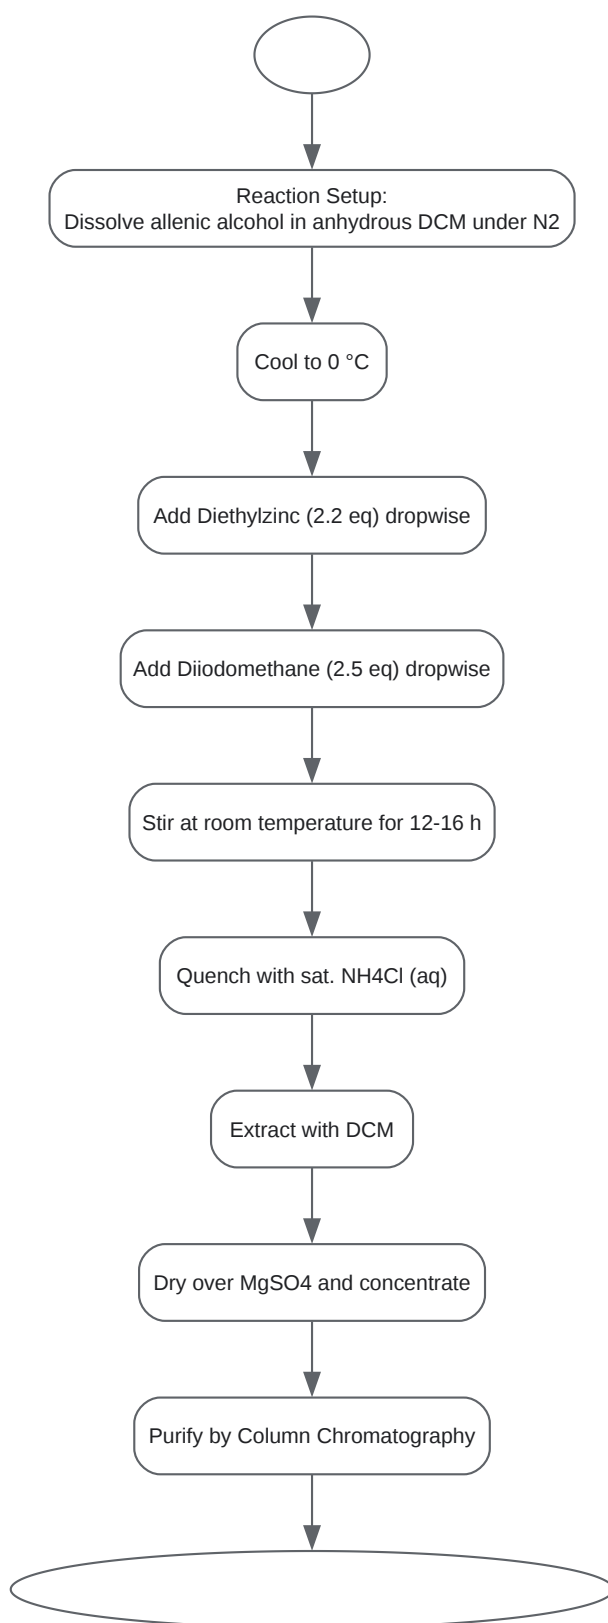 Reaction Setup:
Dissolve allenic alcohol in anhydrous DCM under N2
Cool to 0 °C
Add Diethylzinc (2.2 eq) dropwise
Add Diiodomethane (2.5 eq) dropwise
Stir at room temperature for 12-16 h
Quench with sat. NH4Cl (aq)
Extract with DCM
Dry over MgSO4 and concentrate
Purify by Column Chromatography